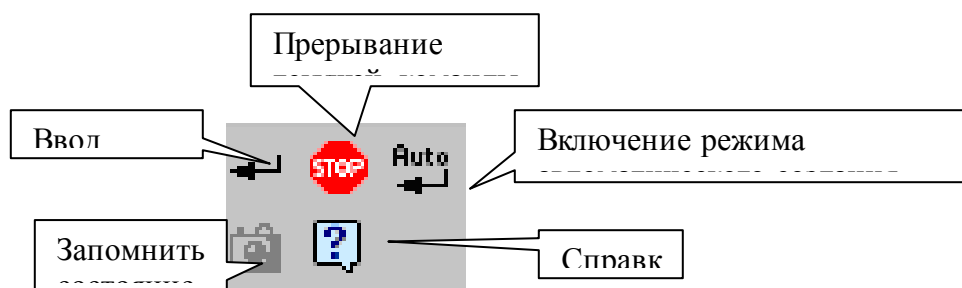 Прерывание
Ввод
STOP
Auto
Включение режима
?
Запомнить
Справк